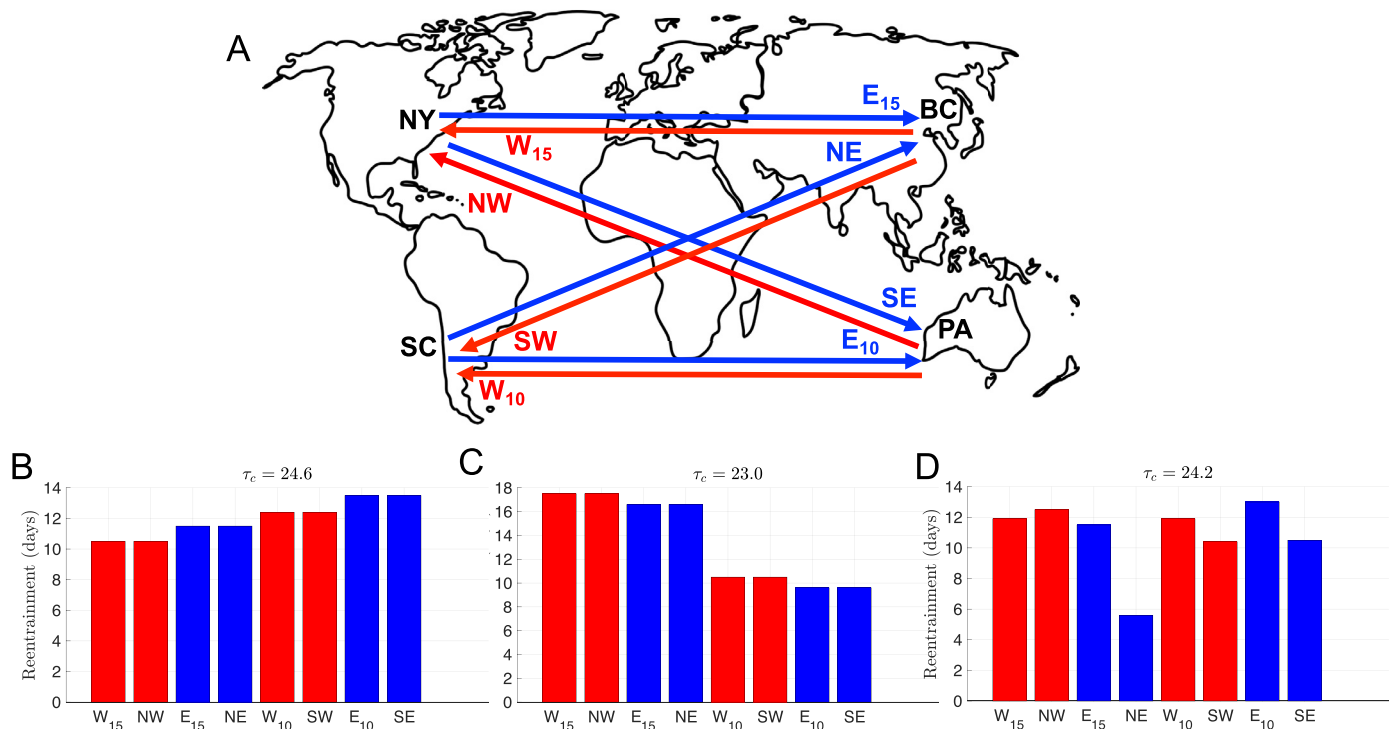 A
NY
E15
BC
W15
NE
NW
SE
SC
SW
E10
PA
W10
B
τc = 24.6
Reentrainment (days)
14
12
10
8
6
4
2
0
W15 NW E15 NE W10 SW E10 SE
C
τc = 23.0
18
16
14
12
10
8
6
4
2
0
W15 NW E15 NE W10 SW E10 SE
D
τc = 24.2
Reentrainment (days)
14
12
10
8
6
4
2
0
W15 NW E15 NE W10 SW E10 SE